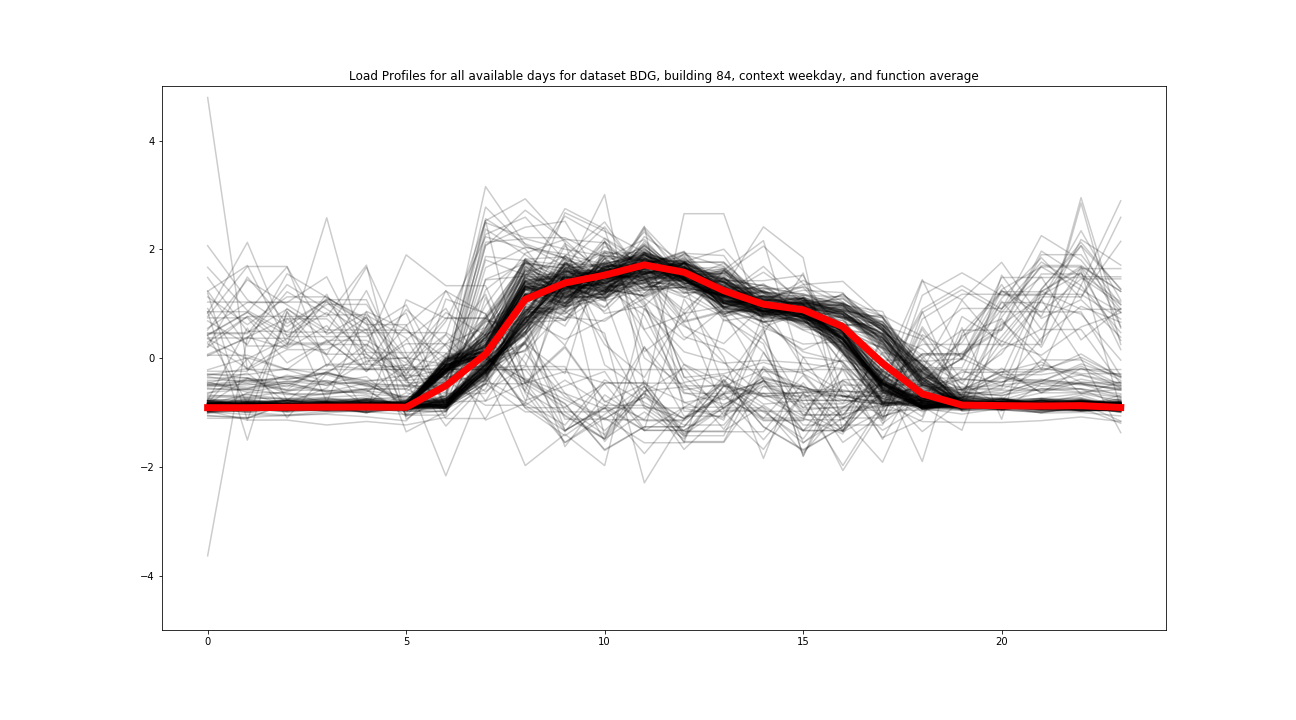 Load Profiles for all available days for dataset BDG, building 84, context weekday, and function average
4
2
0
−2
−4
0 5 10 15 20